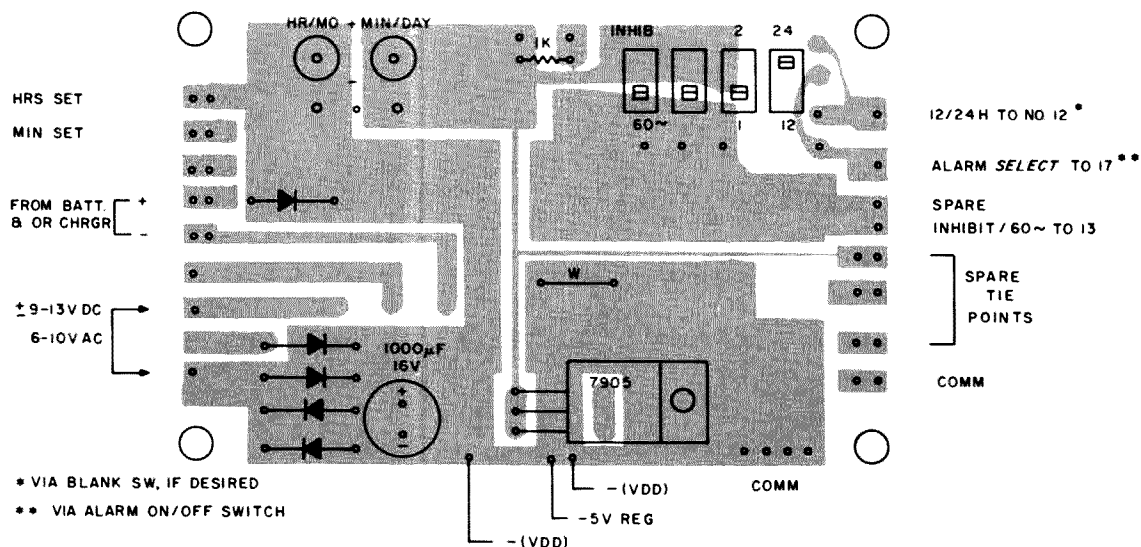 HR/MO + MIN/DAY
-
1K
INHIB 2 24
60~ 1 12
HRS SET
MIN SET
FROM BATT. +
& OR CHRGR -
± 9-13V DC
6-10V AC
1000µF
16V
+
-
W
7905
12/24H TO NO. 12 *
ALARM SELECT TO 17 **
SPARE
INHIBIT / 60~ TO 13
SPARE
TIE
POINTS
COMM
COMM
-(VDD)
-5V REG
-(VDD)
* VIA BLANK SW, IF DESIRED
** VIA ALARM ON/OFF SWITCH